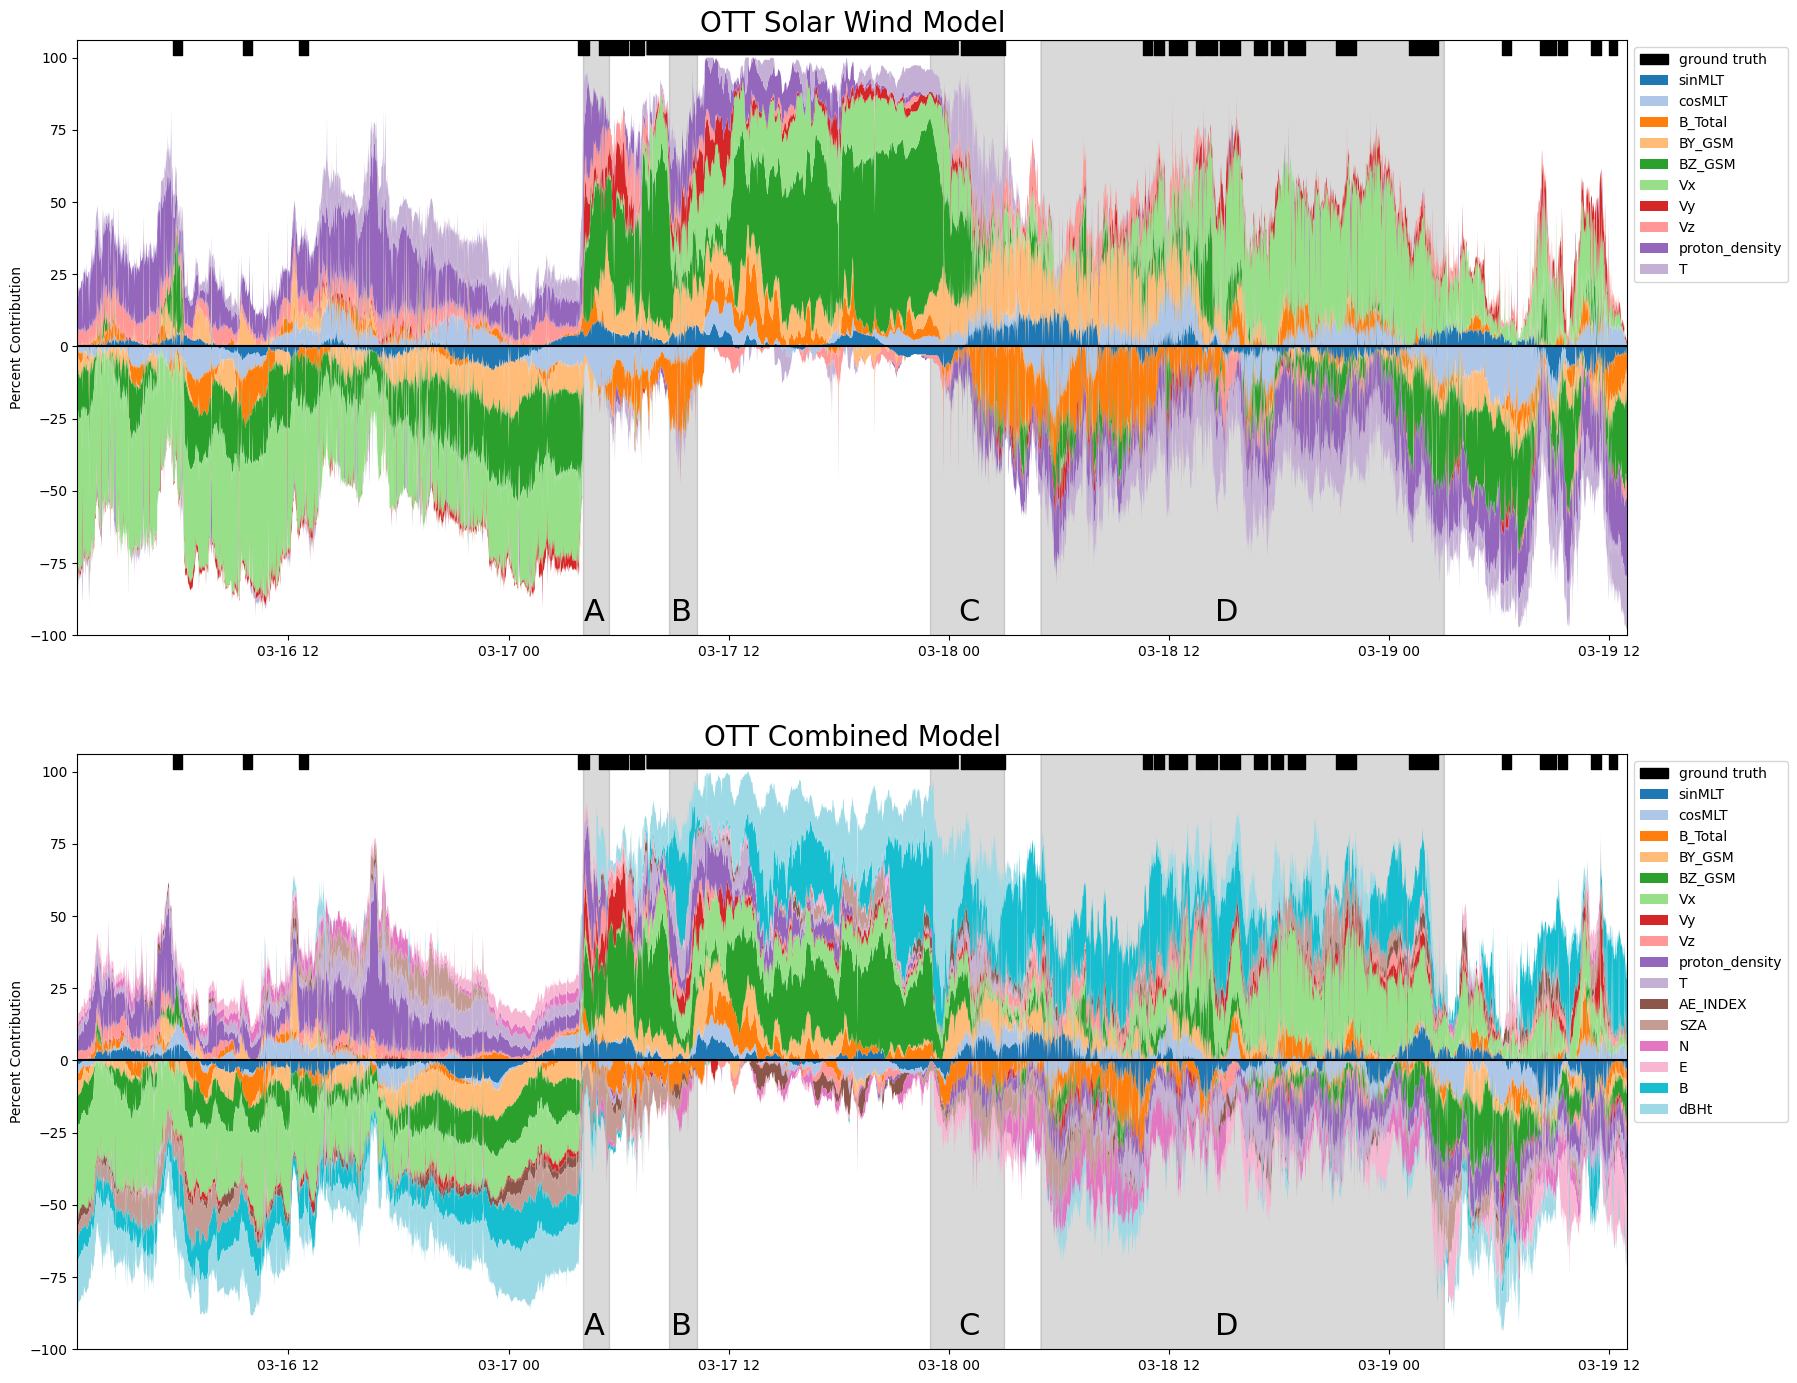 OTT Solar Wind Model
100
75
50
25
0
−25
−50
−75
−100
Percent Contribution
A
B
C
D
03-16 12
03-17 00
03-17 12
03-18 00
03-18 12
03-19 00
03-19 12
ground truth
sinMLT
cosMLT
B_Total
BY_GSM
BZ_GSM
Vx
Vy
Vz
proton_density
T
OTT Combined Model
100
75
50
25
0
−25
−50
−75
−100
Percent Contribution
A
B
C
D
03-16 12
03-17 00
03-17 12
03-18 00
03-18 12
03-19 00
03-19 12
ground truth
sinMLT
cosMLT
B_Total
BY_GSM
BZ_GSM
Vx
Vy
Vz
proton_density
T
AE_INDEX
SZA
N
E
B
dBHt